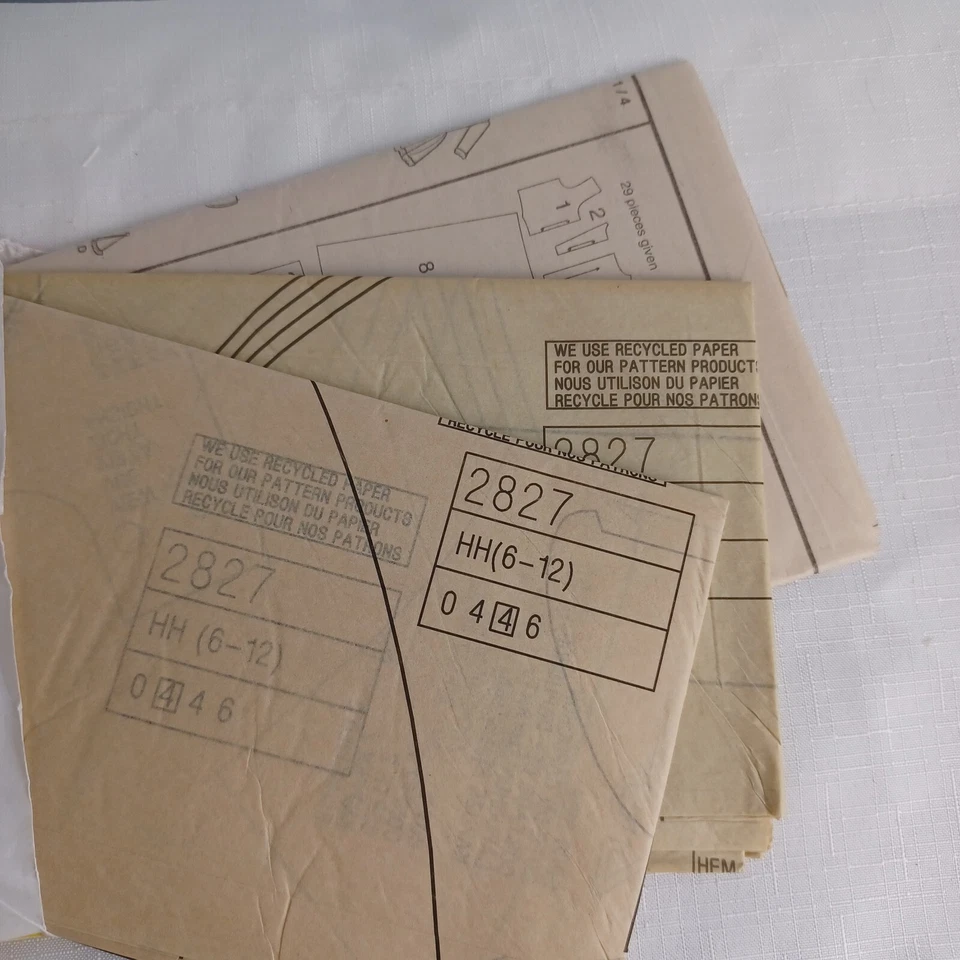 1/4
29 pieces given
1
2
8
WE USE RECYCLED PAPER
FOR OUR PATTERN PRODUCTS
NOUS UTILISON DU PAPIER
RECYCLE POUR NOS PATRONS
2827
RECYCLE POUR NOS PATRONS
2827
HH(6-12)
0 4 4 6
WE USE RECYCLED PAPER
FOR OUR PATTERN PRODUCTS
NOUS UTILISON DU PAPIER
RECYCLE POUR NOS PATRONS
2827
HH (6-12)
0 4 4 6
HEM